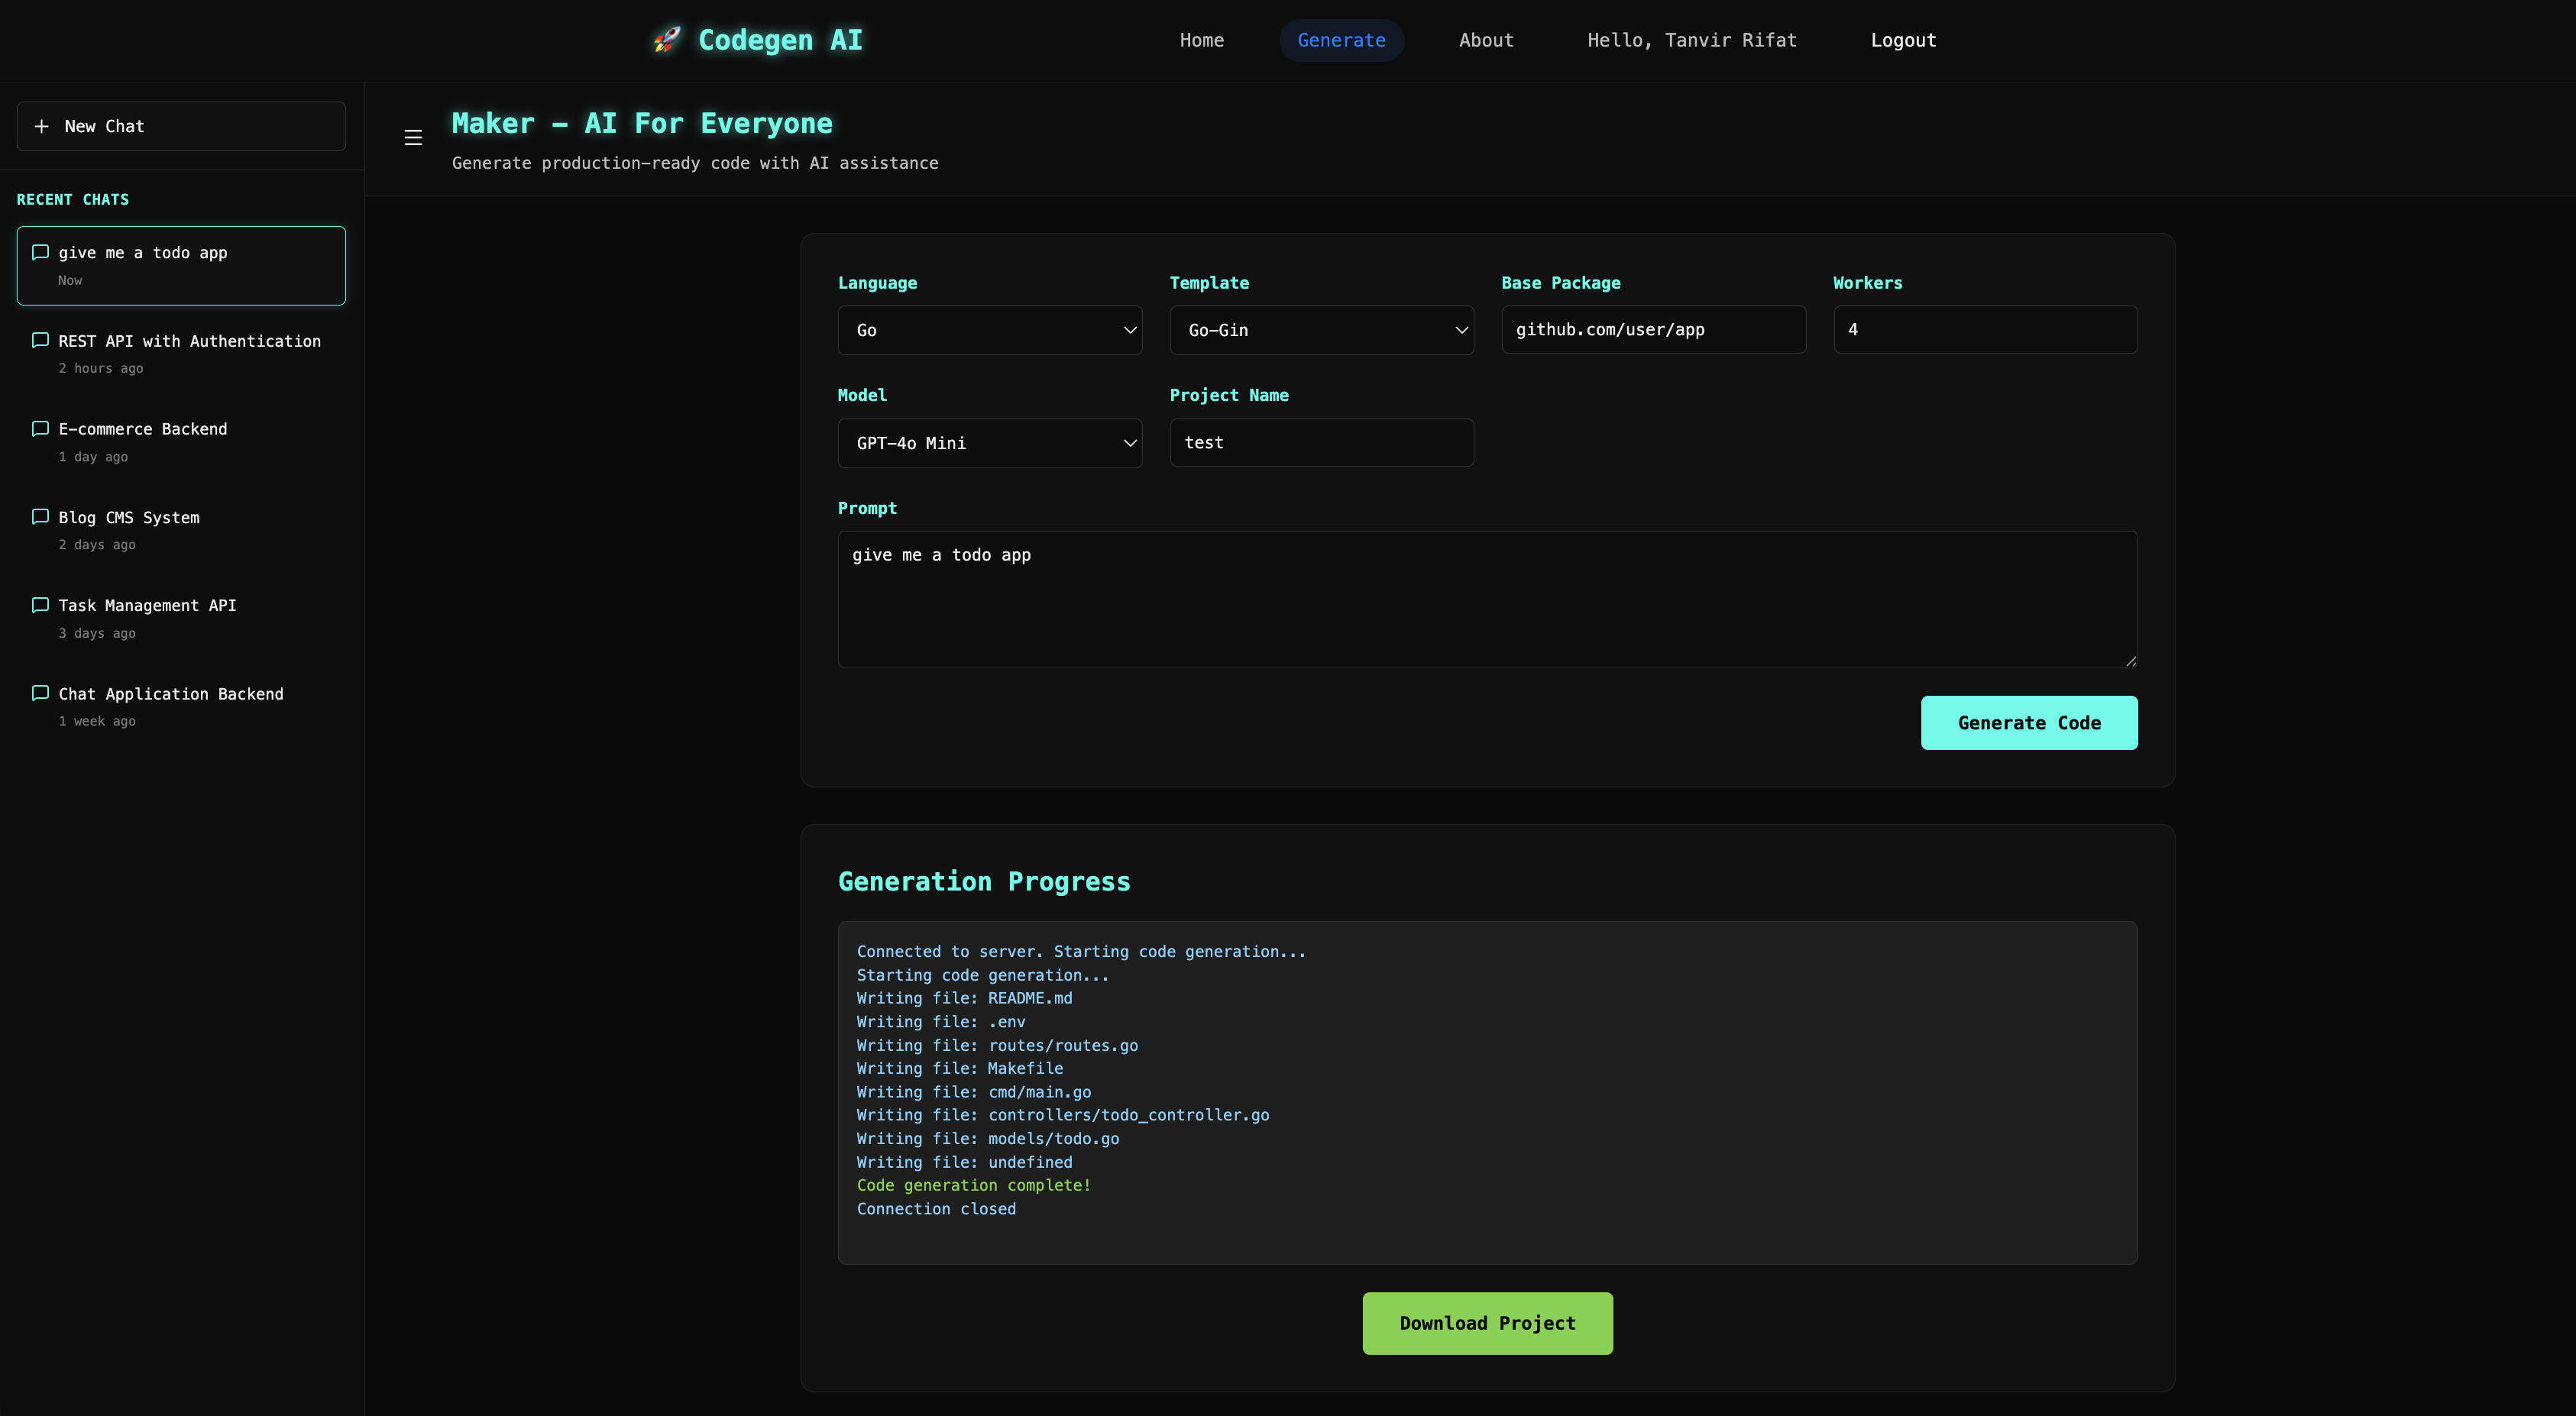 🚀 Codegen AI
Home
Generate
About
Hello, Tanvir Rifat
Logout
+ New Chat
RECENT CHATS
give me a todo app
Now
REST API with Authentication
2 hours ago
E-commerce Backend
1 day ago
Blog CMS System
2 days ago
Task Management API
3 days ago
Chat Application Backend
1 week ago
Maker - AI For Everyone
Generate production-ready code with AI assistance
Language
Go
Template
Go-Gin
Base Package
github.com/user/app
Workers
4
Model
GPT-4o Mini
Project Name
test
Prompt
give me a todo app
Generate Code
Generation Progress
Connected to server. Starting code generation...
Starting code generation...
Writing file: README.md
Writing file: .env
Writing file: routes/routes.go
Writing file: Makefile
Writing file: cmd/main.go
Writing file: controllers/todo_controller.go
Writing file: models/todo.go
Writing file: undefined
Code generation complete!
Connection closed
Download Project